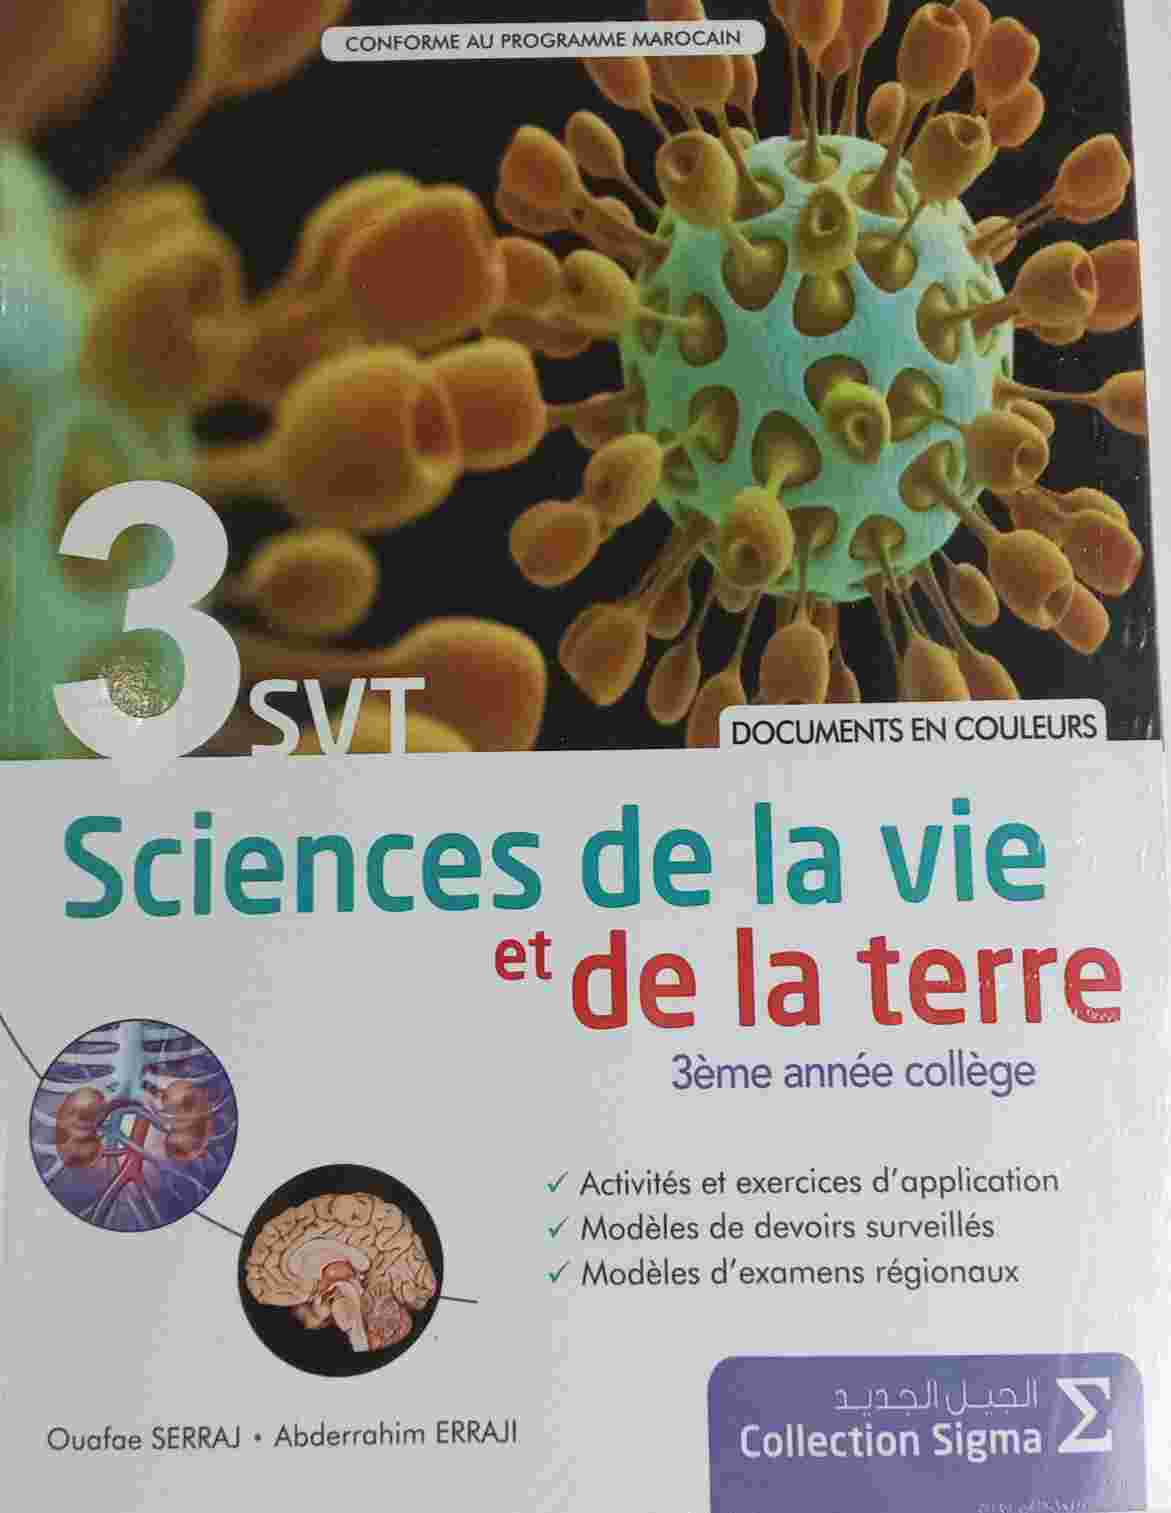 CONFORME AU PROGRAMME MAROCAIN
3 SVT
DOCUMENTS EN COULEURS
Sciences de la vie
et de la terre
3ème année collège
✓ Activités et exercices d'application
✓ Modèles de devoirs surveillés
✓ Modèles d'examens régionaux
Ouafae SERRAJ • Abderrahim ERRAJI
الجيل الجديد
Collection Sigma Σ